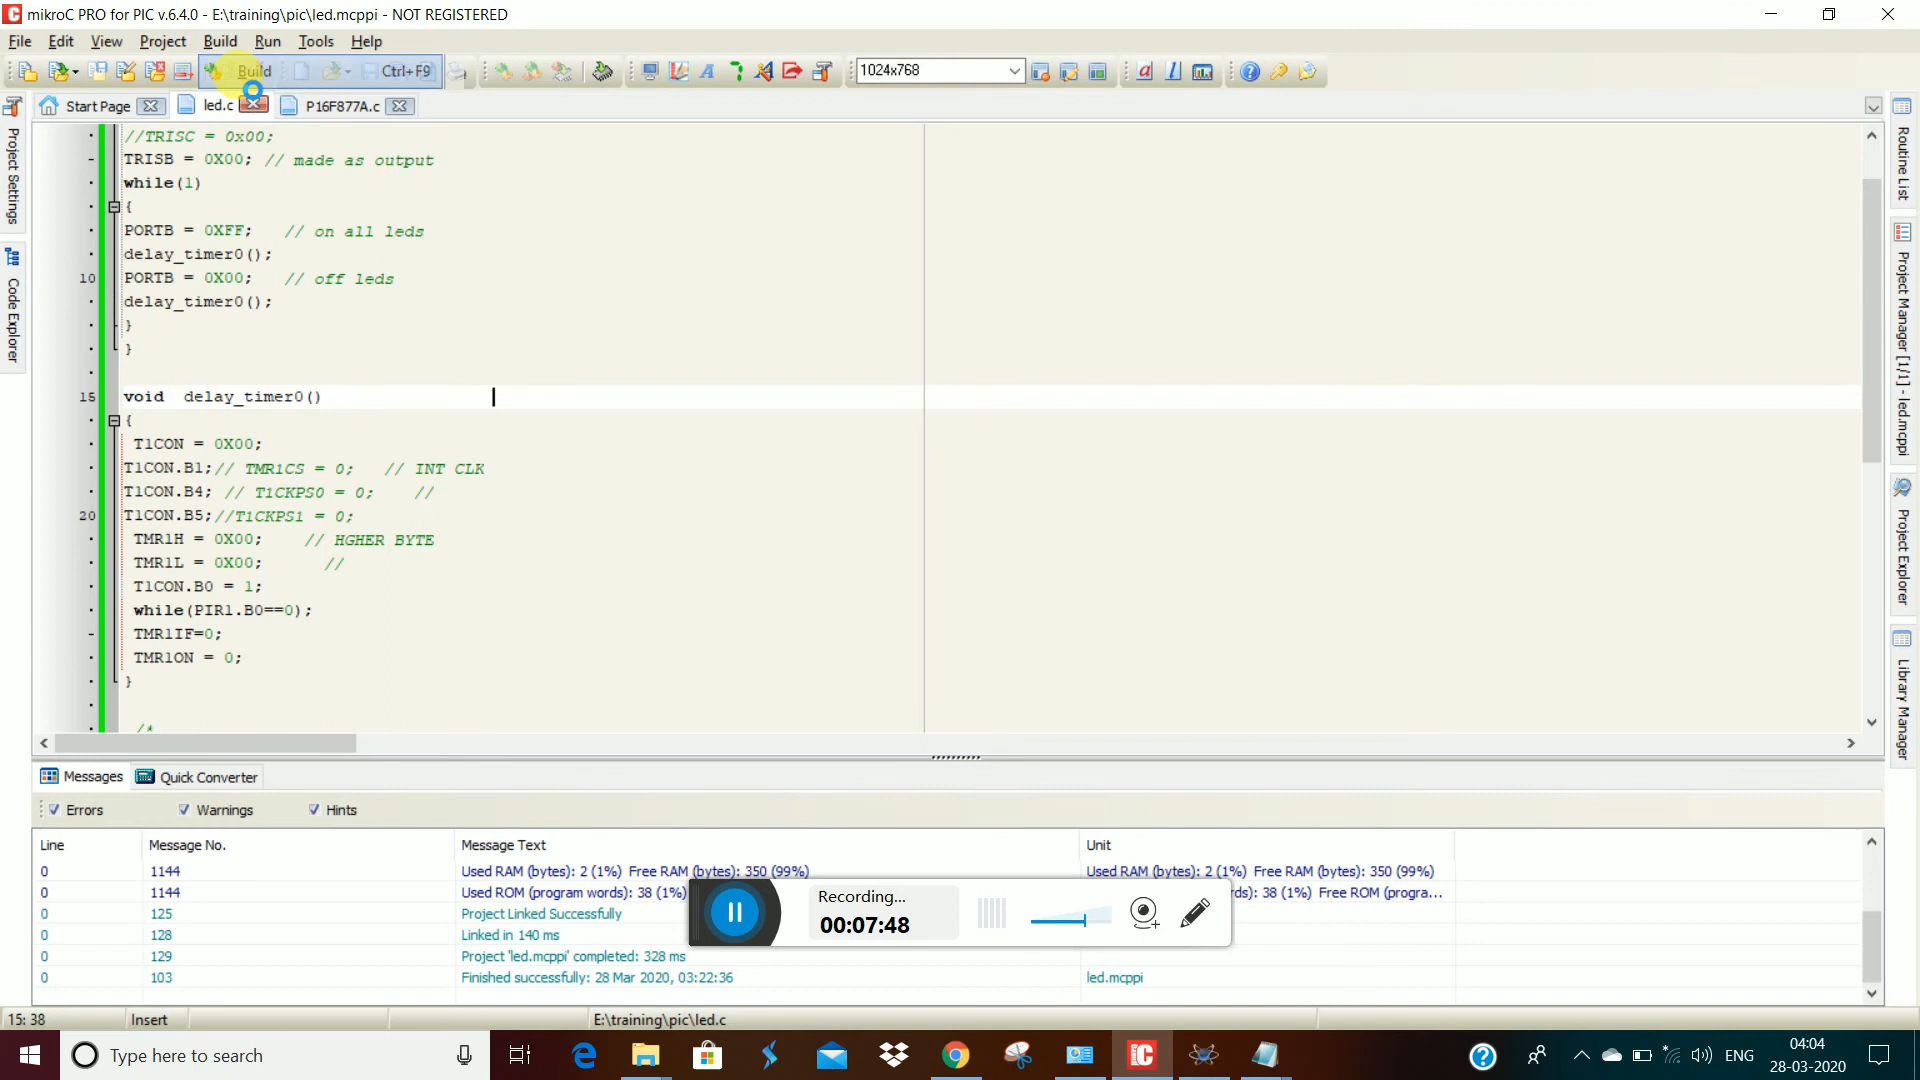 mikroC PRO for PIC v.6.4.0 - E:\training\pic\led.mcppi - NOT REGISTERED
File Edit View Project Build Run Tools Help
Build Ctrl+F9
1024x768
Start Page led.c P16F877A.c
Project Settings
Code Explorer
//TRISC = 0x00;
TRISB = 0X00; // made as output
while(1)
{
PORTB = 0XFF; // on all leds
delay_timer0();
10 PORTB = 0X00; // off leds
delay_timer0();
}
}
15 void delay_timer0()
{
T1CON = 0X00;
T1CON.B1;// TMR1CS = 0; // INT CLK
T1CON.B4; // T1CKPS0 = 0; //
20 T1CON.B5;//T1CKPS1 = 0;
TMR1H = 0X00; // HGHER BYTE
TMR1L = 0X00; //
T1CON.B0 = 1;
while(PIR1.B0==0);
TMR1IF=0;
TMR1ON = 0;
}
/*
Routine List
Project Manager [1/1] - led.mcppi
Project Explorer
Library Manager
Messages Quick Converter
Errors Warnings Hints
Line Message No. Message Text Unit
0 1144 Used RAM (bytes): 2 (1%) Free RAM (bytes): 350 (99%) Used RAM (bytes): 2 (1%) Free RAM (bytes): 350 (99%)
0 1144 Used ROM (program words): 38 (1%) rds): 38 (1%) Free ROM (progra...
0 125 Project Linked Successfully
0 128 Linked in 140 ms
0 129 Project 'led.mcppi' completed: 328 ms
0 103 Finished successfully: 28 Mar 2020, 03:22:36 led.mcppi
Recording...
00:07:48
15: 38 Insert E:\training\pic\led.c
Type here to search
ENG
04:04
28-03-2020